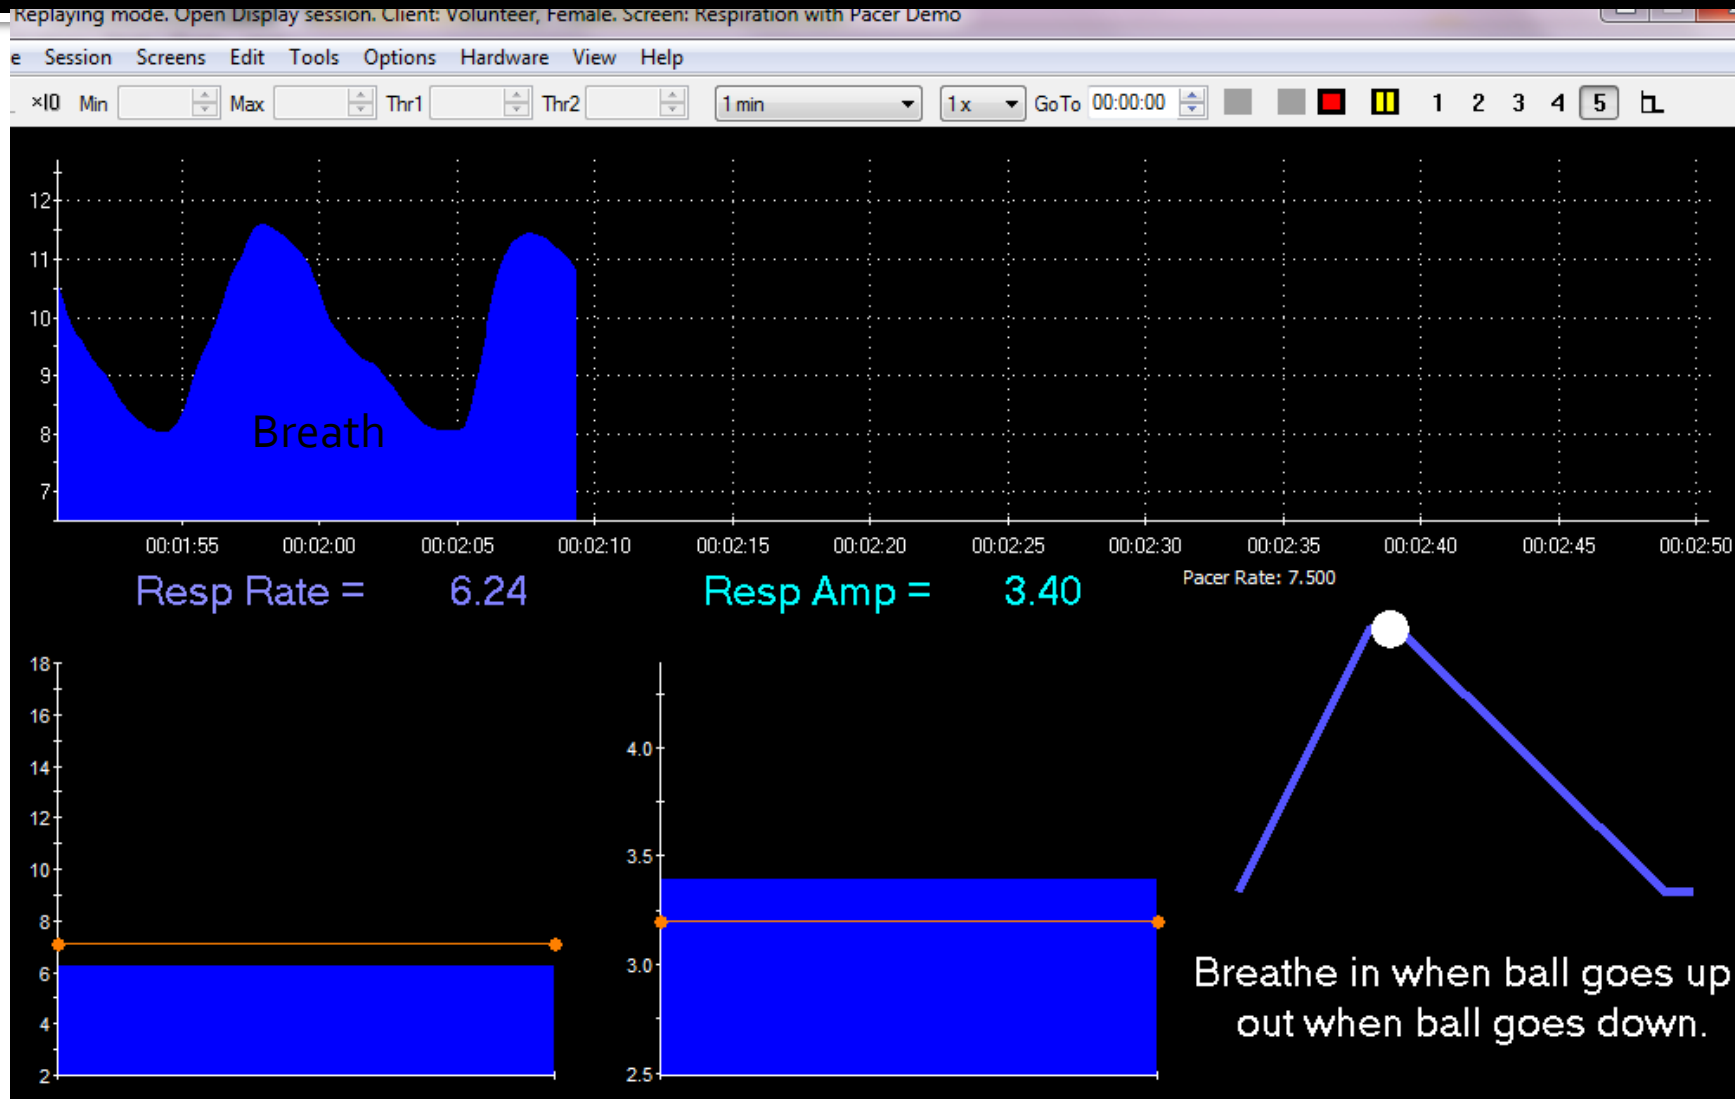 Replaying mode. Open Display session. Client: Volunteer, Female. Screen: Respiration with Pacer Demo
e Session Screens Edit Tools Options Hardware View Help
×10 Min Max Thr1 Thr2 1 min 1 x GoTo 00:00:00 1 2 3 4 5
12
11
10
9
8
7
Breath
00:01:55 00:02:00 00:02:05 00:02:10 00:02:15 00:02:20 00:02:25 00:02:30 00:02:35 00:02:40 00:02:45 00:02:50
Resp Rate = 6.24 Resp Amp = 3.40 Pacer Rate: 7.500
18
16
14
12
10
8
6
4
2
4.0
3.5
3.0
2.5
Breathe in when ball goes up
out when ball goes down.